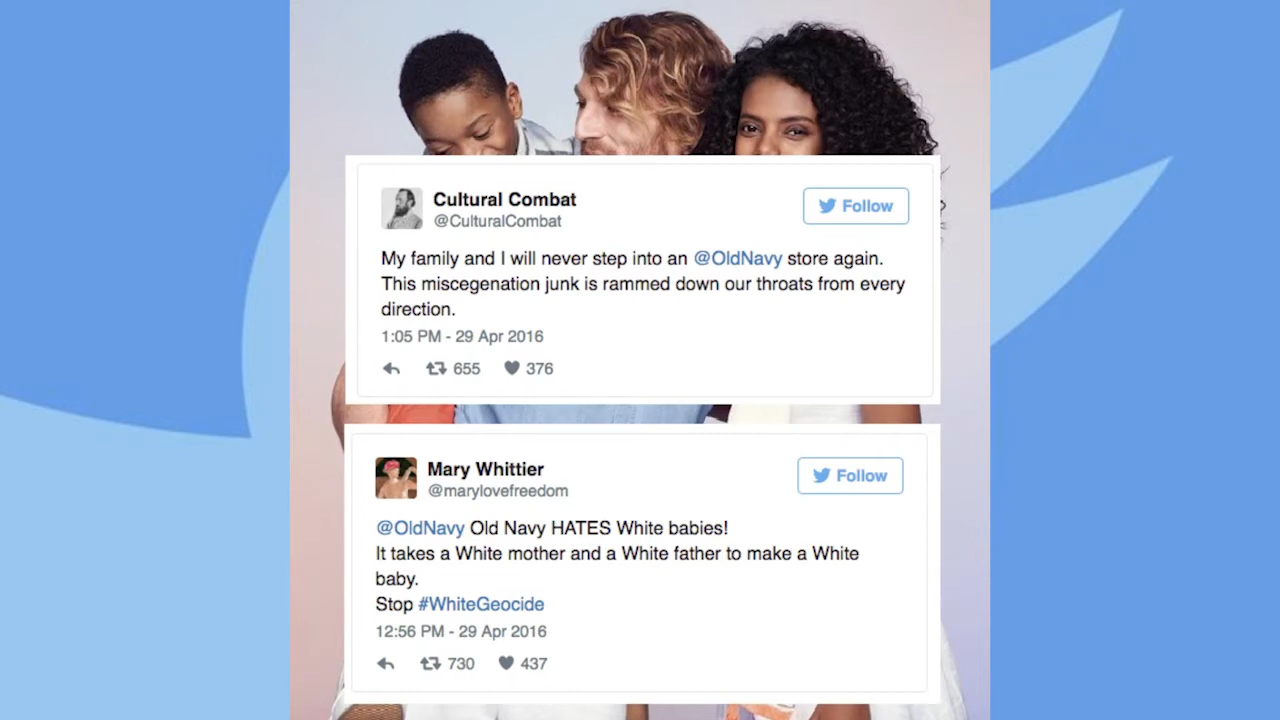 Cultural Combat
@CulturalCombat
Follow
My family and I will never step into an @OldNavy store again.
This miscegenation junk is rammed down our throats from every
direction.
1:05 PM - 29 Apr 2016
655 376
Mary Whittier
@marylovefreedom
Follow
@OldNavy Old Navy HATES White babies!
It takes a White mother and a White father to make a White
baby.
Stop #WhiteGeocide
12:56 PM - 29 Apr 2016
730 437